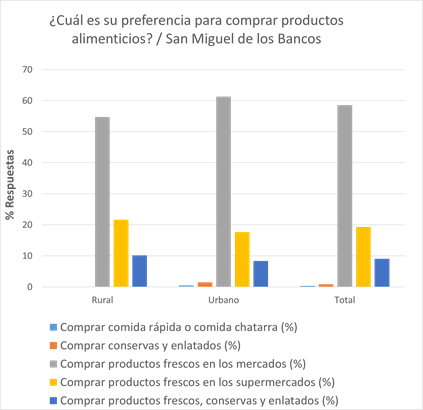 ¿Cuál es su preferencia para comprar productos
alimenticios? / San Miguel de los Bancos
70
60
50
40
30
20
10
0
% Respuestas
Rural Urbano Total
Comprar comida rápida o comida chatarra (%)
Comprar conservas y enlatados (%)
Comprar productos frescos en los mercados (%)
Comprar productos frescos en los supermercados (%)
Comprar productos frescos, conservas y enlatados (%)